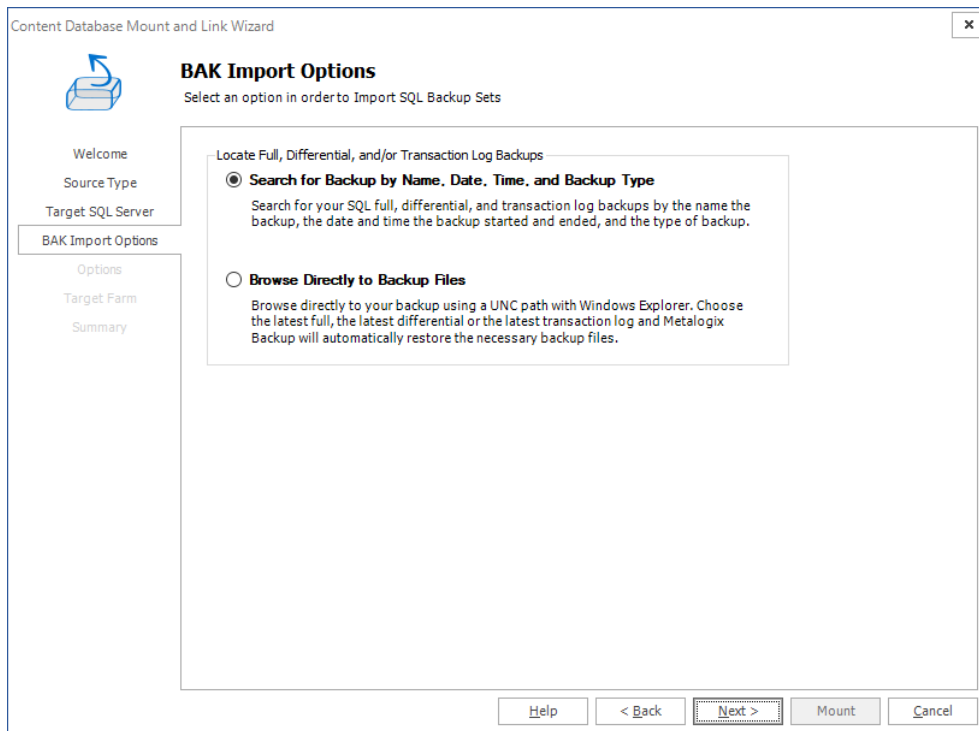 Content Database Mount and Link Wizard
BAK Import Options
Select an option in order to Import SQL Backup Sets
Welcome
Source Type
Target SQL Server
BAK Import Options
Options
Target Farm
Summary
Locate Full, Differential, and/or Transaction Log Backups
Search for Backup by Name, Date, Time, and Backup Type
Search for your SQL full, differential, and transaction log backups by the name the
backup, the date and time the backup started and ended, and the type of backup.
Browse Directly to Backup Files
Browse directly to your backup using a UNC path with Windows Explorer. Choose
the latest full, the latest differential or the latest transaction log and Metalogix
Backup will automatically restore the necessary backup files.
Help
< Back
Next >
Mount
Cancel